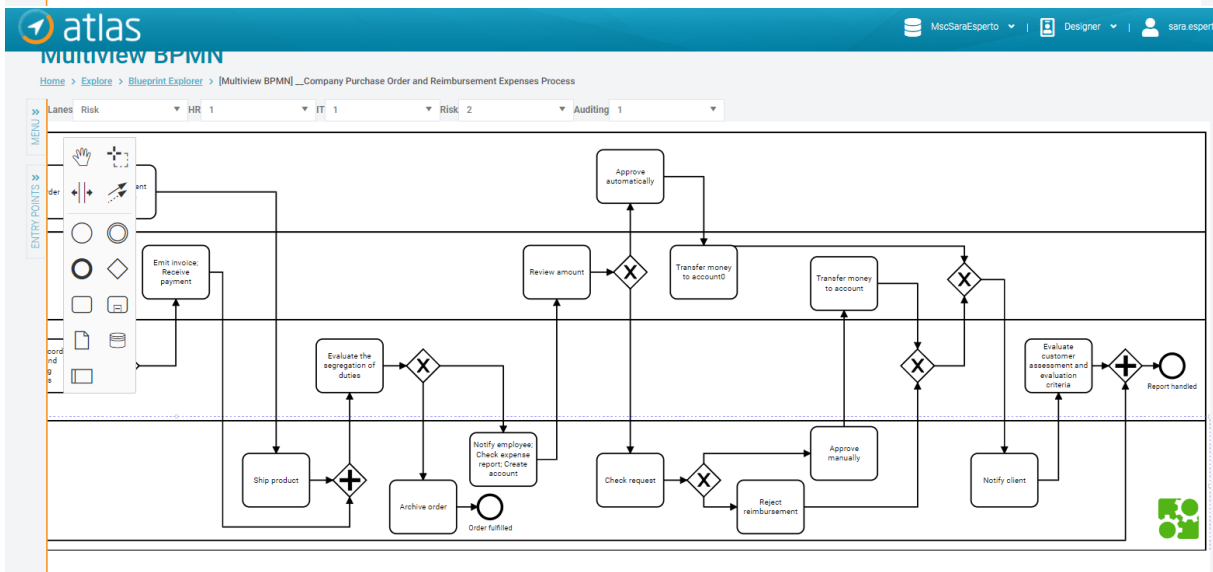 atlas
MscSaraEsperto
Designer
sara.espert
Multiview BPMN
Home > Explore > Blueprint Explorer > [Multiview BPMN] __Company Purchase Order and Reimbursement Expenses Process
Lanes Risk HR 1 IT 1 Risk 2 Auditing 1
MENU
ENTRY POINTS
Approve
automatically
Emit invoice;
Receive
payment
Review amount
Transfer money
to account0
Transfer money
to account
Evaluate the
segregation of
duties
Evaluate
customer
assessment and
evaluation
criteria
Report handled
Notify employee;
Check expense
report; Create
account
Ship product
Archive order
Order fulfilled
Check request
Approve
manually
Reject
reimbursement
Notify client